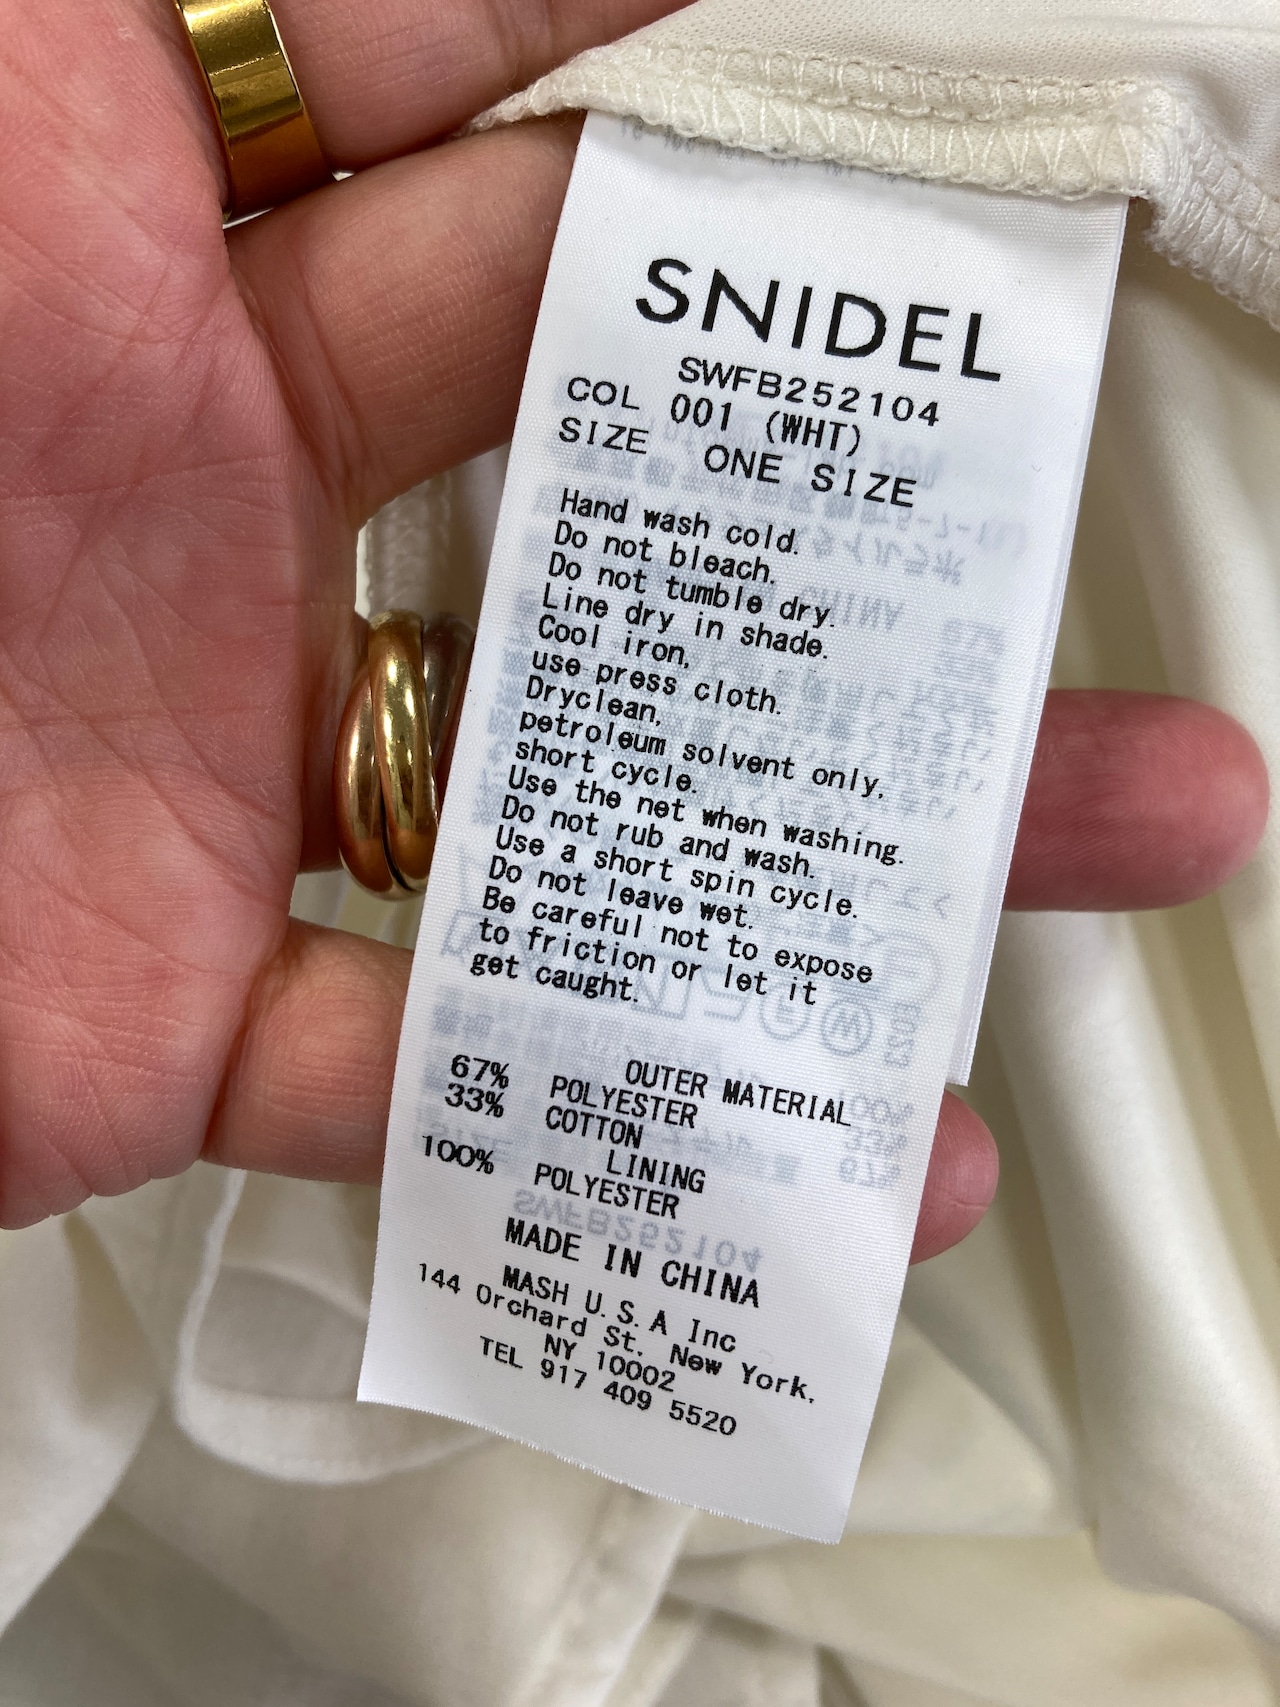 SNIDEL
SWFB252104
COL 001 (WHT)
SIZE ONE SIZE
Hand wash cold.
Do not bleach.
Do not tumble dry.
Line dry in shade.
Cool iron,
use press cloth.
Dryclean,
petroleum solvent only,
short cycle.
Use the net when washing.
Do not rub and wash.
Use a short spin cycle.
Do not leave wet.
Be careful not to expose
to friction or let it
get caught.
OUTER MATERIAL
67% POLYESTER
33% COTTON
LINING
100% POLYESTER
MADE IN CHINA
MASH U.S.A Inc
144 Orchard St. New York,
NY 10002
TEL 917 409 5520